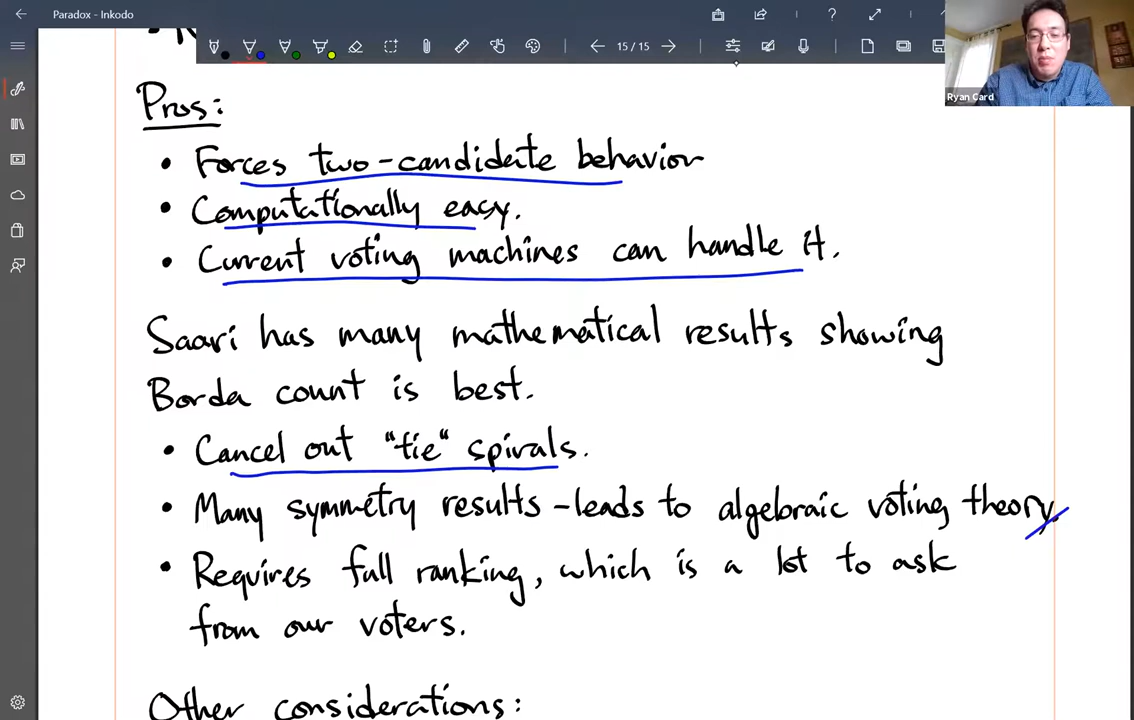 Paradox - Inkodo
15/15
Ryan Card
Pros:
• Forces two-candidate behavior
• Computationally easy.
• Current voting machines can handle it.
Saari has many mathematical results showing
Borda count is best.
• Cancel out "tie" spirals.
• Many symmetry results - leads to algebraic voting theory.
• Requires full ranking, which is a lot to ask
from our voters.
Other considerations: